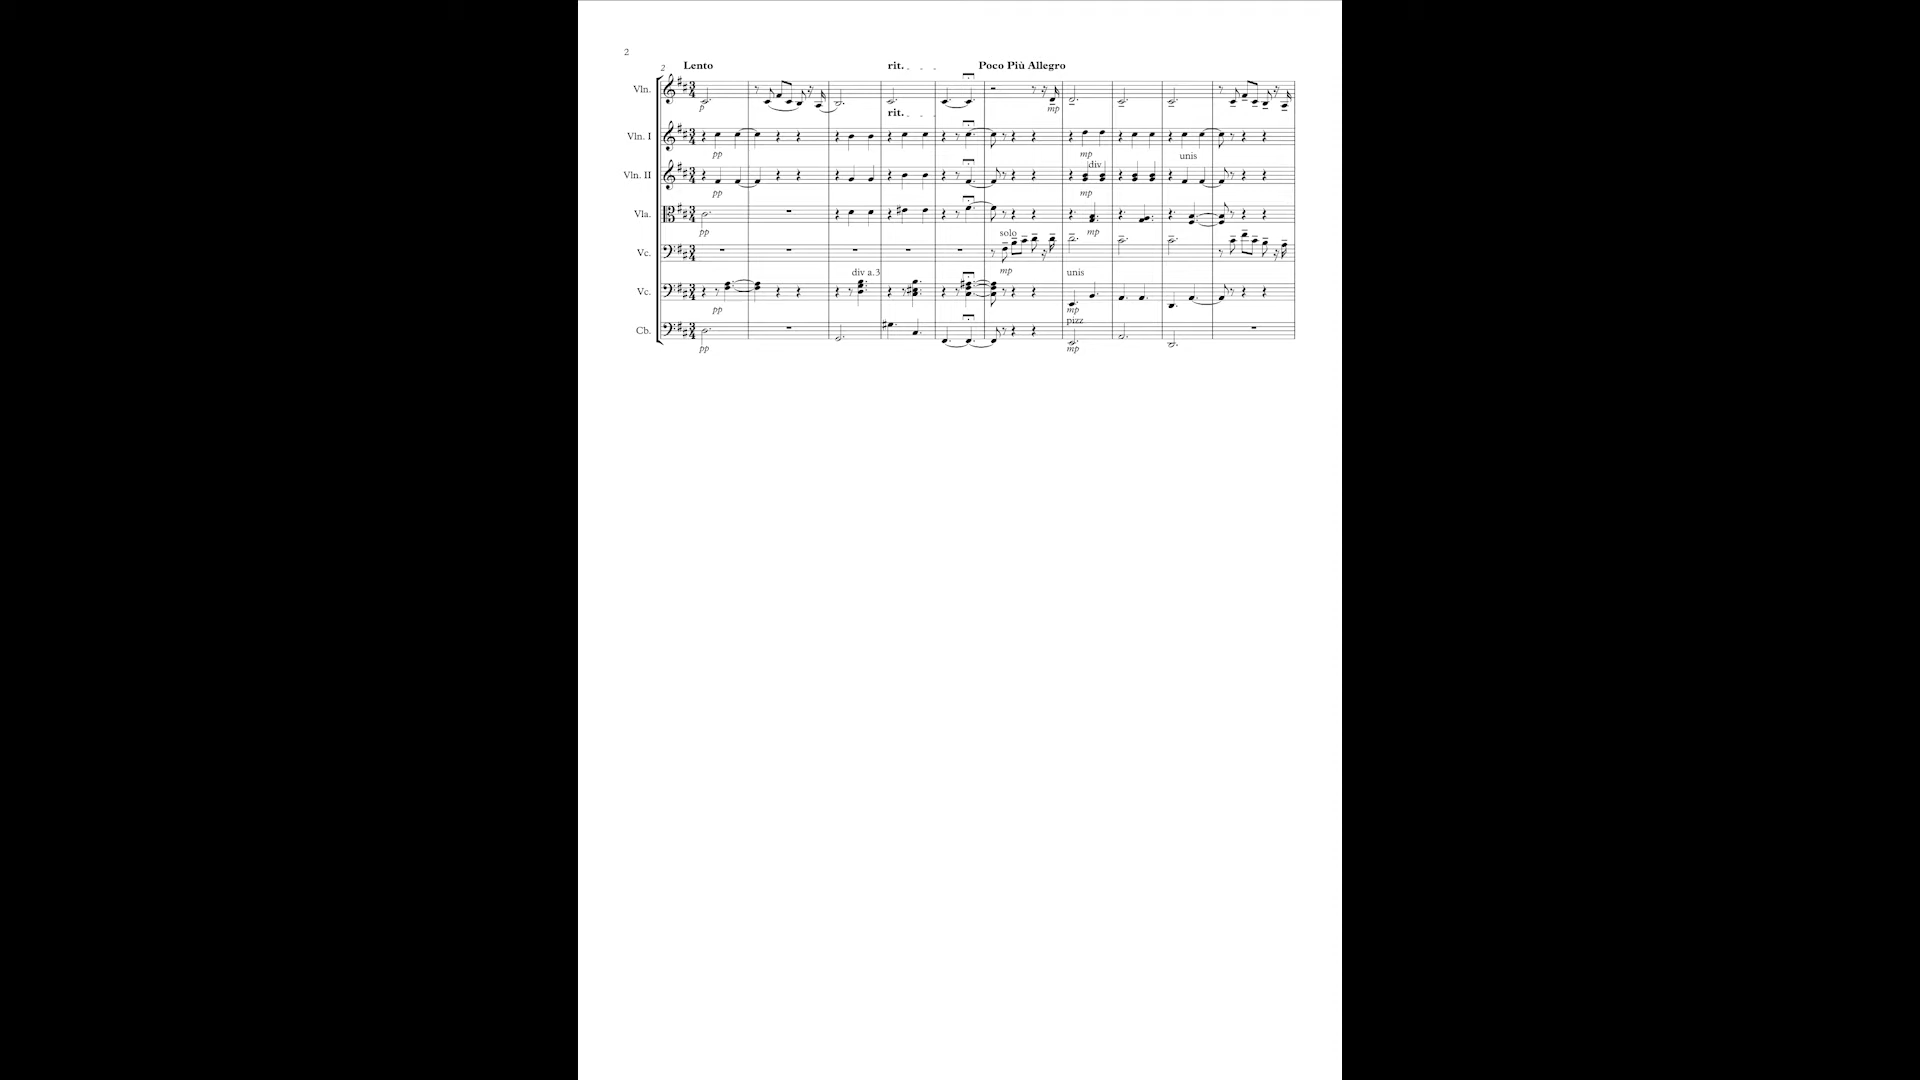 2
2 Lento rit. Poco Più Allegro
Vln.
p mp
rit.
Vln. I
pp mp unis
div
Vln. II
pp mp
Vla.
pp mp
solo
Vc.
mp
div a.3 unis
Vc.
pp mp
pizz
Cb.
pp mp